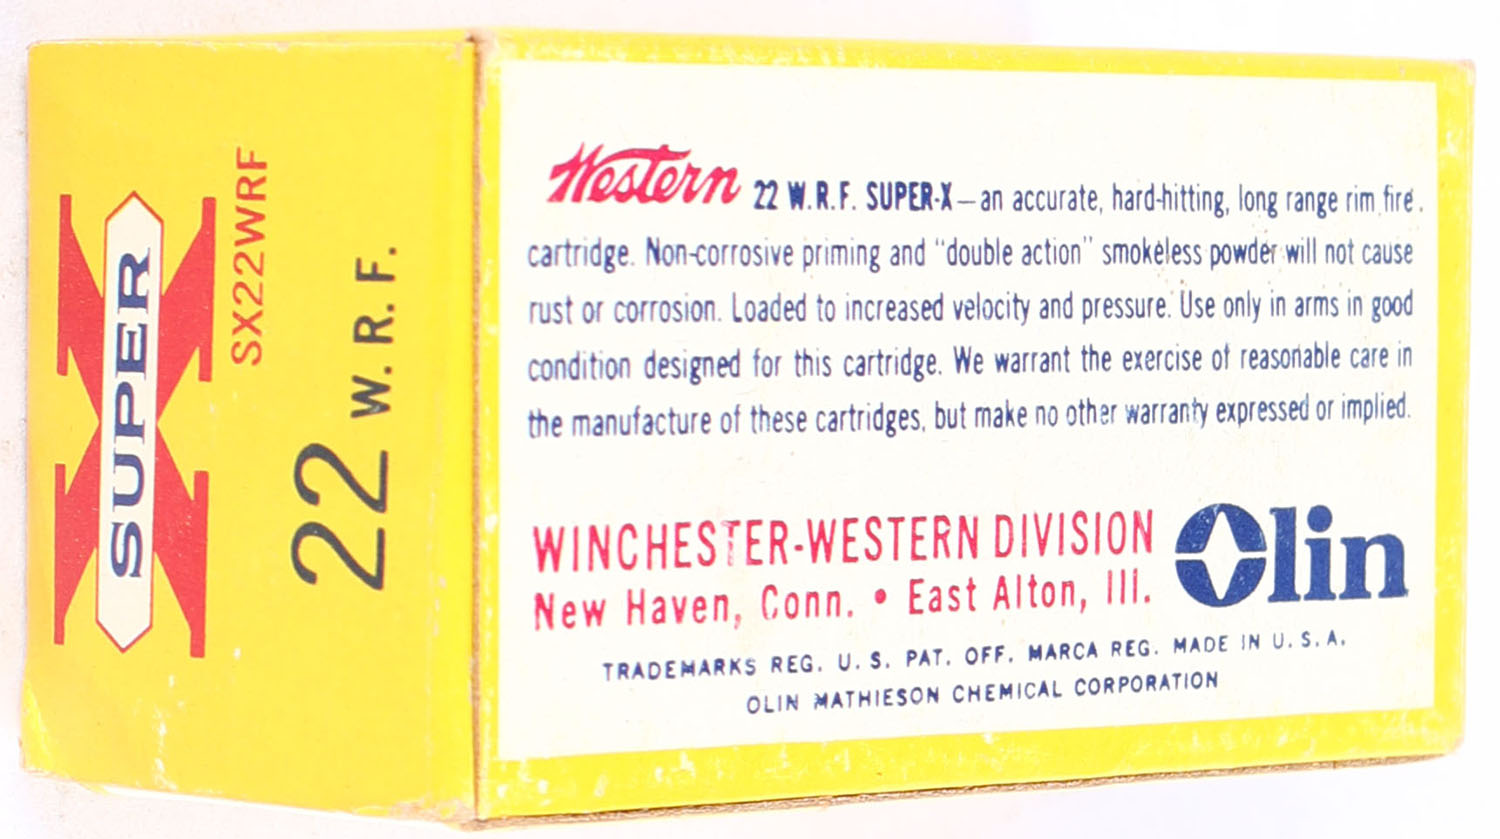 SUPER X
SX22WRF
22 W.R.F.
Western 22 W.R.F. SUPER-X—an accurate, hard-hitting, long range rim fire
cartridge. Non-corrosive priming and "double action" smokeless powder will not cause
rust or corrosion. Loaded to increased velocity and pressure. Use only in arms in good
condition designed for this cartridge. We warrant the exercise of reasonable care in
the manufacture of these cartridges, but make no other warranty expressed or implied.
WINCHESTER-WESTERN DIVISION
New Haven, Conn. • East Alton, Ill.
Olin
TRADEMARKS REG. U. S. PAT. OFF. MARCA REG. MADE IN U. S. A.
OLIN MATHIESON CHEMICAL CORPORATION